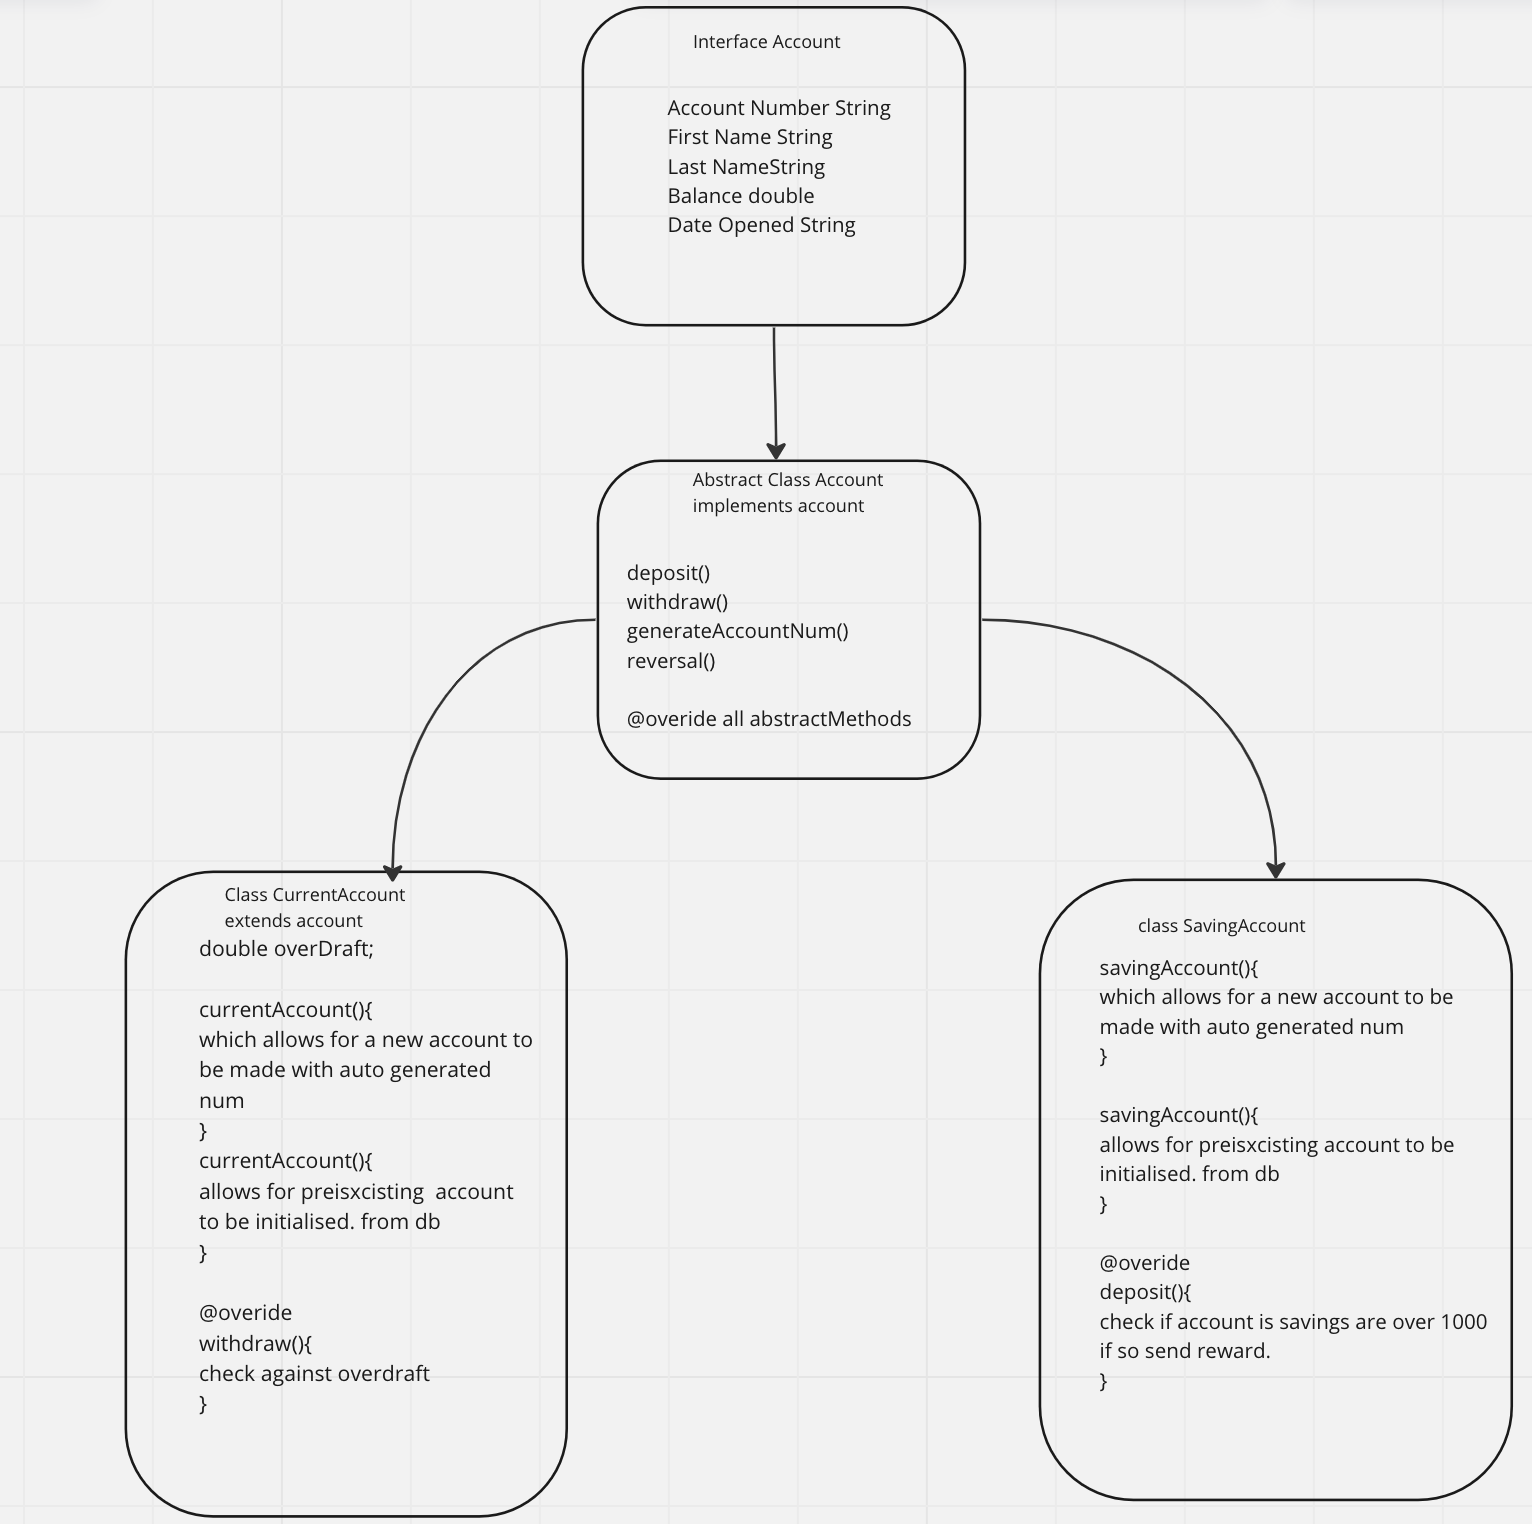 Interface Account
Account Number String
First Name String
Last NameString
Balance double
Date Opened String
Abstract Class Account
implements account
deposit()
withdraw()
generateAccountNum()
reversal()
@overide all abstractMethods
Class CurrentAccount
extends account
double overDraft;
currentAccount(){
which allows for a new account to
be made with auto generated
num
}
currentAccount(){
allows for preisxcisting  account
to be initialised. from db
}
@overide
withdraw(){
check against overdraft
}
class SavingAccount
savingAccount(){
which allows for a new account to be
made with auto generated num
}
savingAccount(){
allows for preisxcisting account to be
initialised. from db
}
@overide
deposit(){
check if account is savings are over 1000
if so send reward.
}